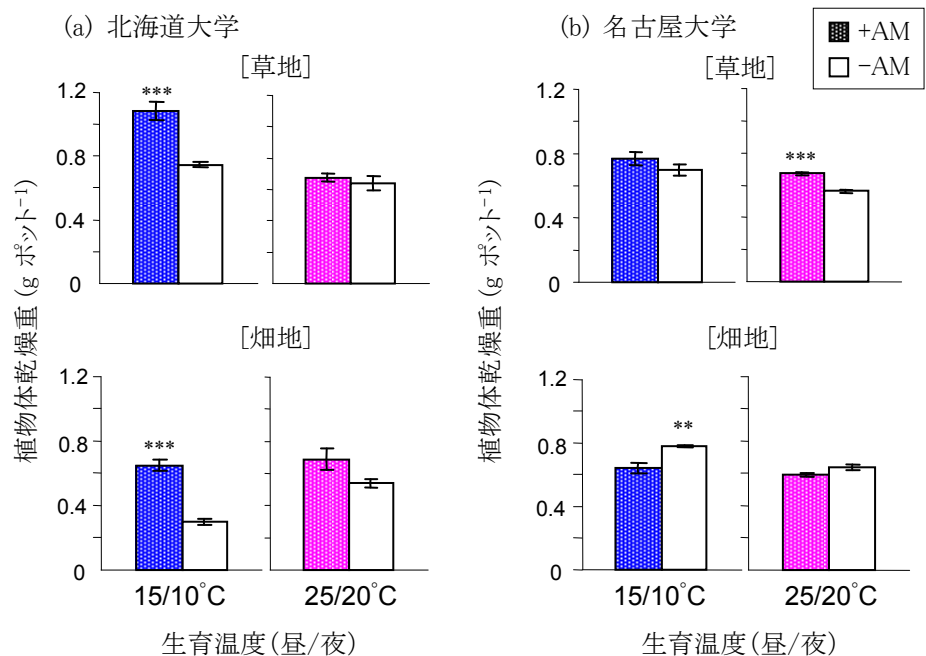 (a) 北海道大学
(b) 名古屋大学
+AM
−AM
[草地]
[草地]
植物体乾燥重(g ポット⁻¹)
1.2
0.8
0.4
0
***
植物体乾燥重(g ポット⁻¹)
1.2
0.8
0.4
0
***
[畑地]
[畑地]
1.2
0.8
0.4
0
***
1.2
0.8
0.4
0
**
15/10°C
25/20°C
15/10°C
25/20°C
生育温度(昼/夜)
生育温度(昼/夜)